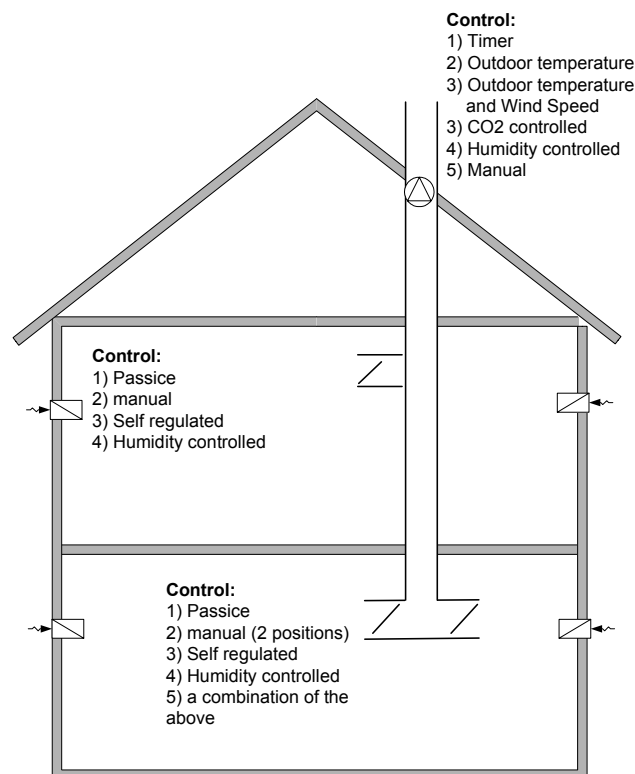 Control:
1) Timer
2) Outdoor temperature
3) Outdoor temperature
and Wind Speed
3) CO2 controlled
4) Humidity controlled
5) Manual
Control:
1) Passice
2) manual
3) Self regulated
4) Humidity controlled
Control:
1) Passice
2) manual (2 positions)
3) Self regulated
4) Humidity controlled
5) a combination of the
above